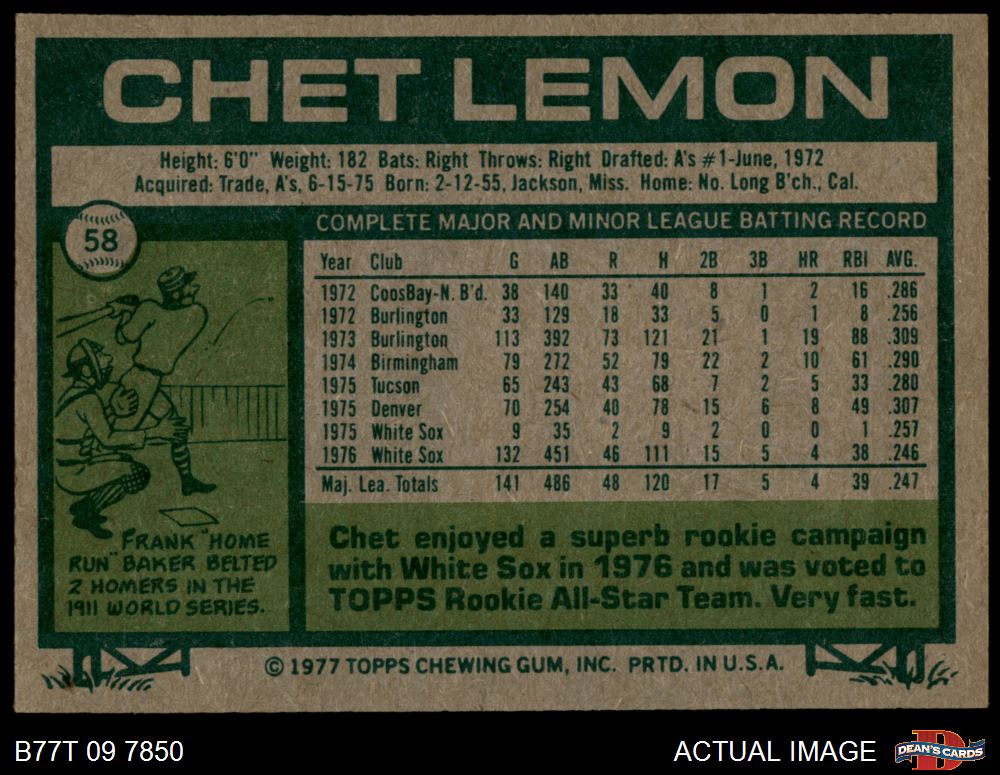 CHET LEMON
Height: 6'0" Weight: 182 Bats: Right Throws: Right Drafted: A's #1-June, 1972
Acquired: Trade, A's, 6-15-75 Born: 2-12-55, Jackson, Miss. Home: No. Long B'ch., Cal.
58
COMPLETE MAJOR AND MINOR LEAGUE BATTING RECORD
Year Club G AB R H 2B 3B HR RBI AVG.
1972 CoosBay-N. B'd. 38 140 33 40 8 1 2 16 .286
1972 Burlington 33 129 18 33 5 0 1 8 .256
1973 Burlington 113 392 73 121 21 1 19 88 .309
1974 Birmingham 79 272 52 79 22 2 10 61 .290
1975 Tucson 65 243 43 68 7 2 5 33 .280
1975 Denver 70 254 40 78 15 6 8 49 .307
1975 White Sox 9 35 2 9 2 0 0 1 .257
1976 White Sox 132 451 46 111 15 5 4 38 .246
Maj. Lea. Totals 141 486 48 120 17 5 4 39 .247
FRANK "HOME
RUN" BAKER BELTED
2 HOMERS IN THE
1911 WORLD SERIES.
Chet enjoyed a superb rookie campaign
with White Sox in 1976 and was voted to
TOPPS Rookie All-Star Team. Very fast.
© 1977 TOPPS CHEWING GUM, INC. PRTD. IN U.S.A.
B77T 09 7850
ACTUAL IMAGE
DEAN'S CARDS